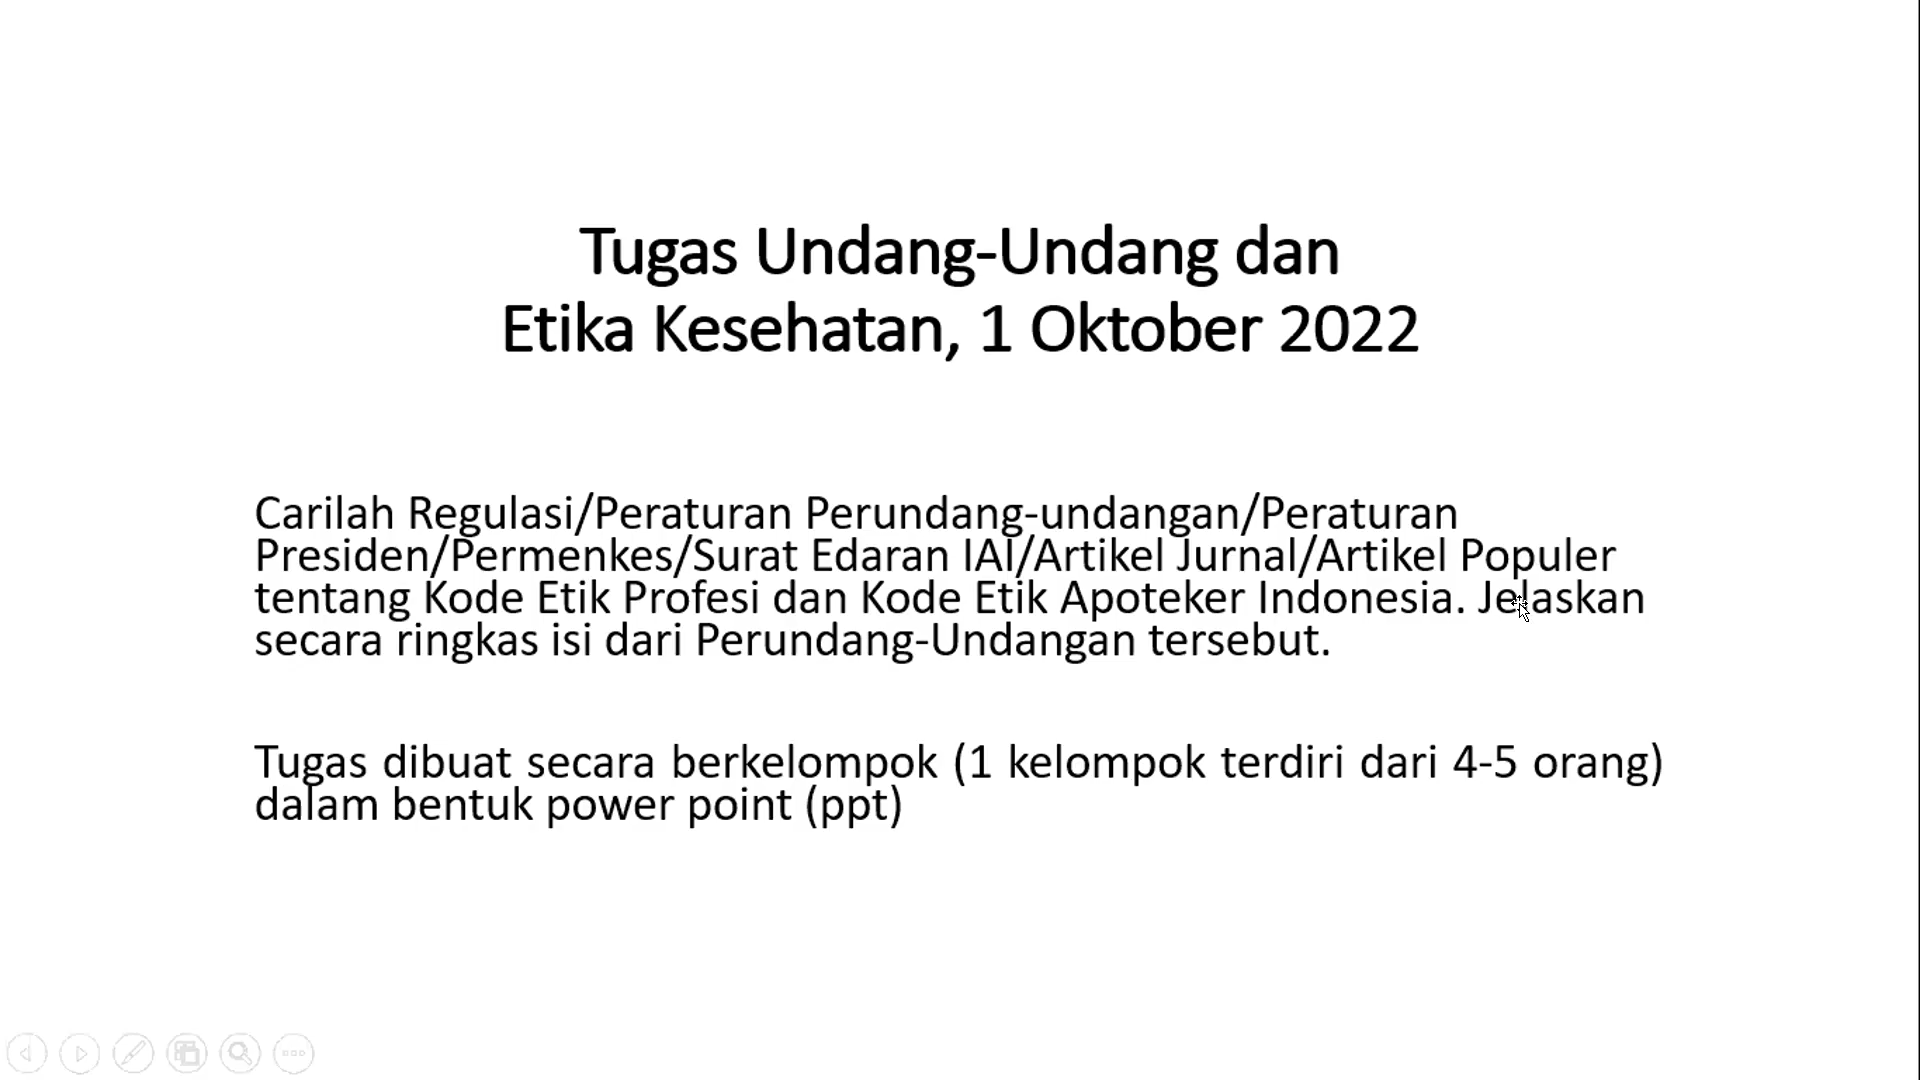 Tugas Undang-Undang dan
Etika Kesehatan, 1 Oktober 2022
Carilah Regulasi/Peraturan Perundang-undangan/Peraturan
Presiden/Permenkes/Surat Edaran IAI/Artikel Jurnal/Artikel Populer
tentang Kode Etik Profesi dan Kode Etik Apoteker Indonesia. Jelaskan
secara ringkas isi dari Perundang-Undangan tersebut.
Tugas dibuat secara berkelompok (1 kelompok terdiri dari 4-5 orang)
dalam bentuk power point (ppt)